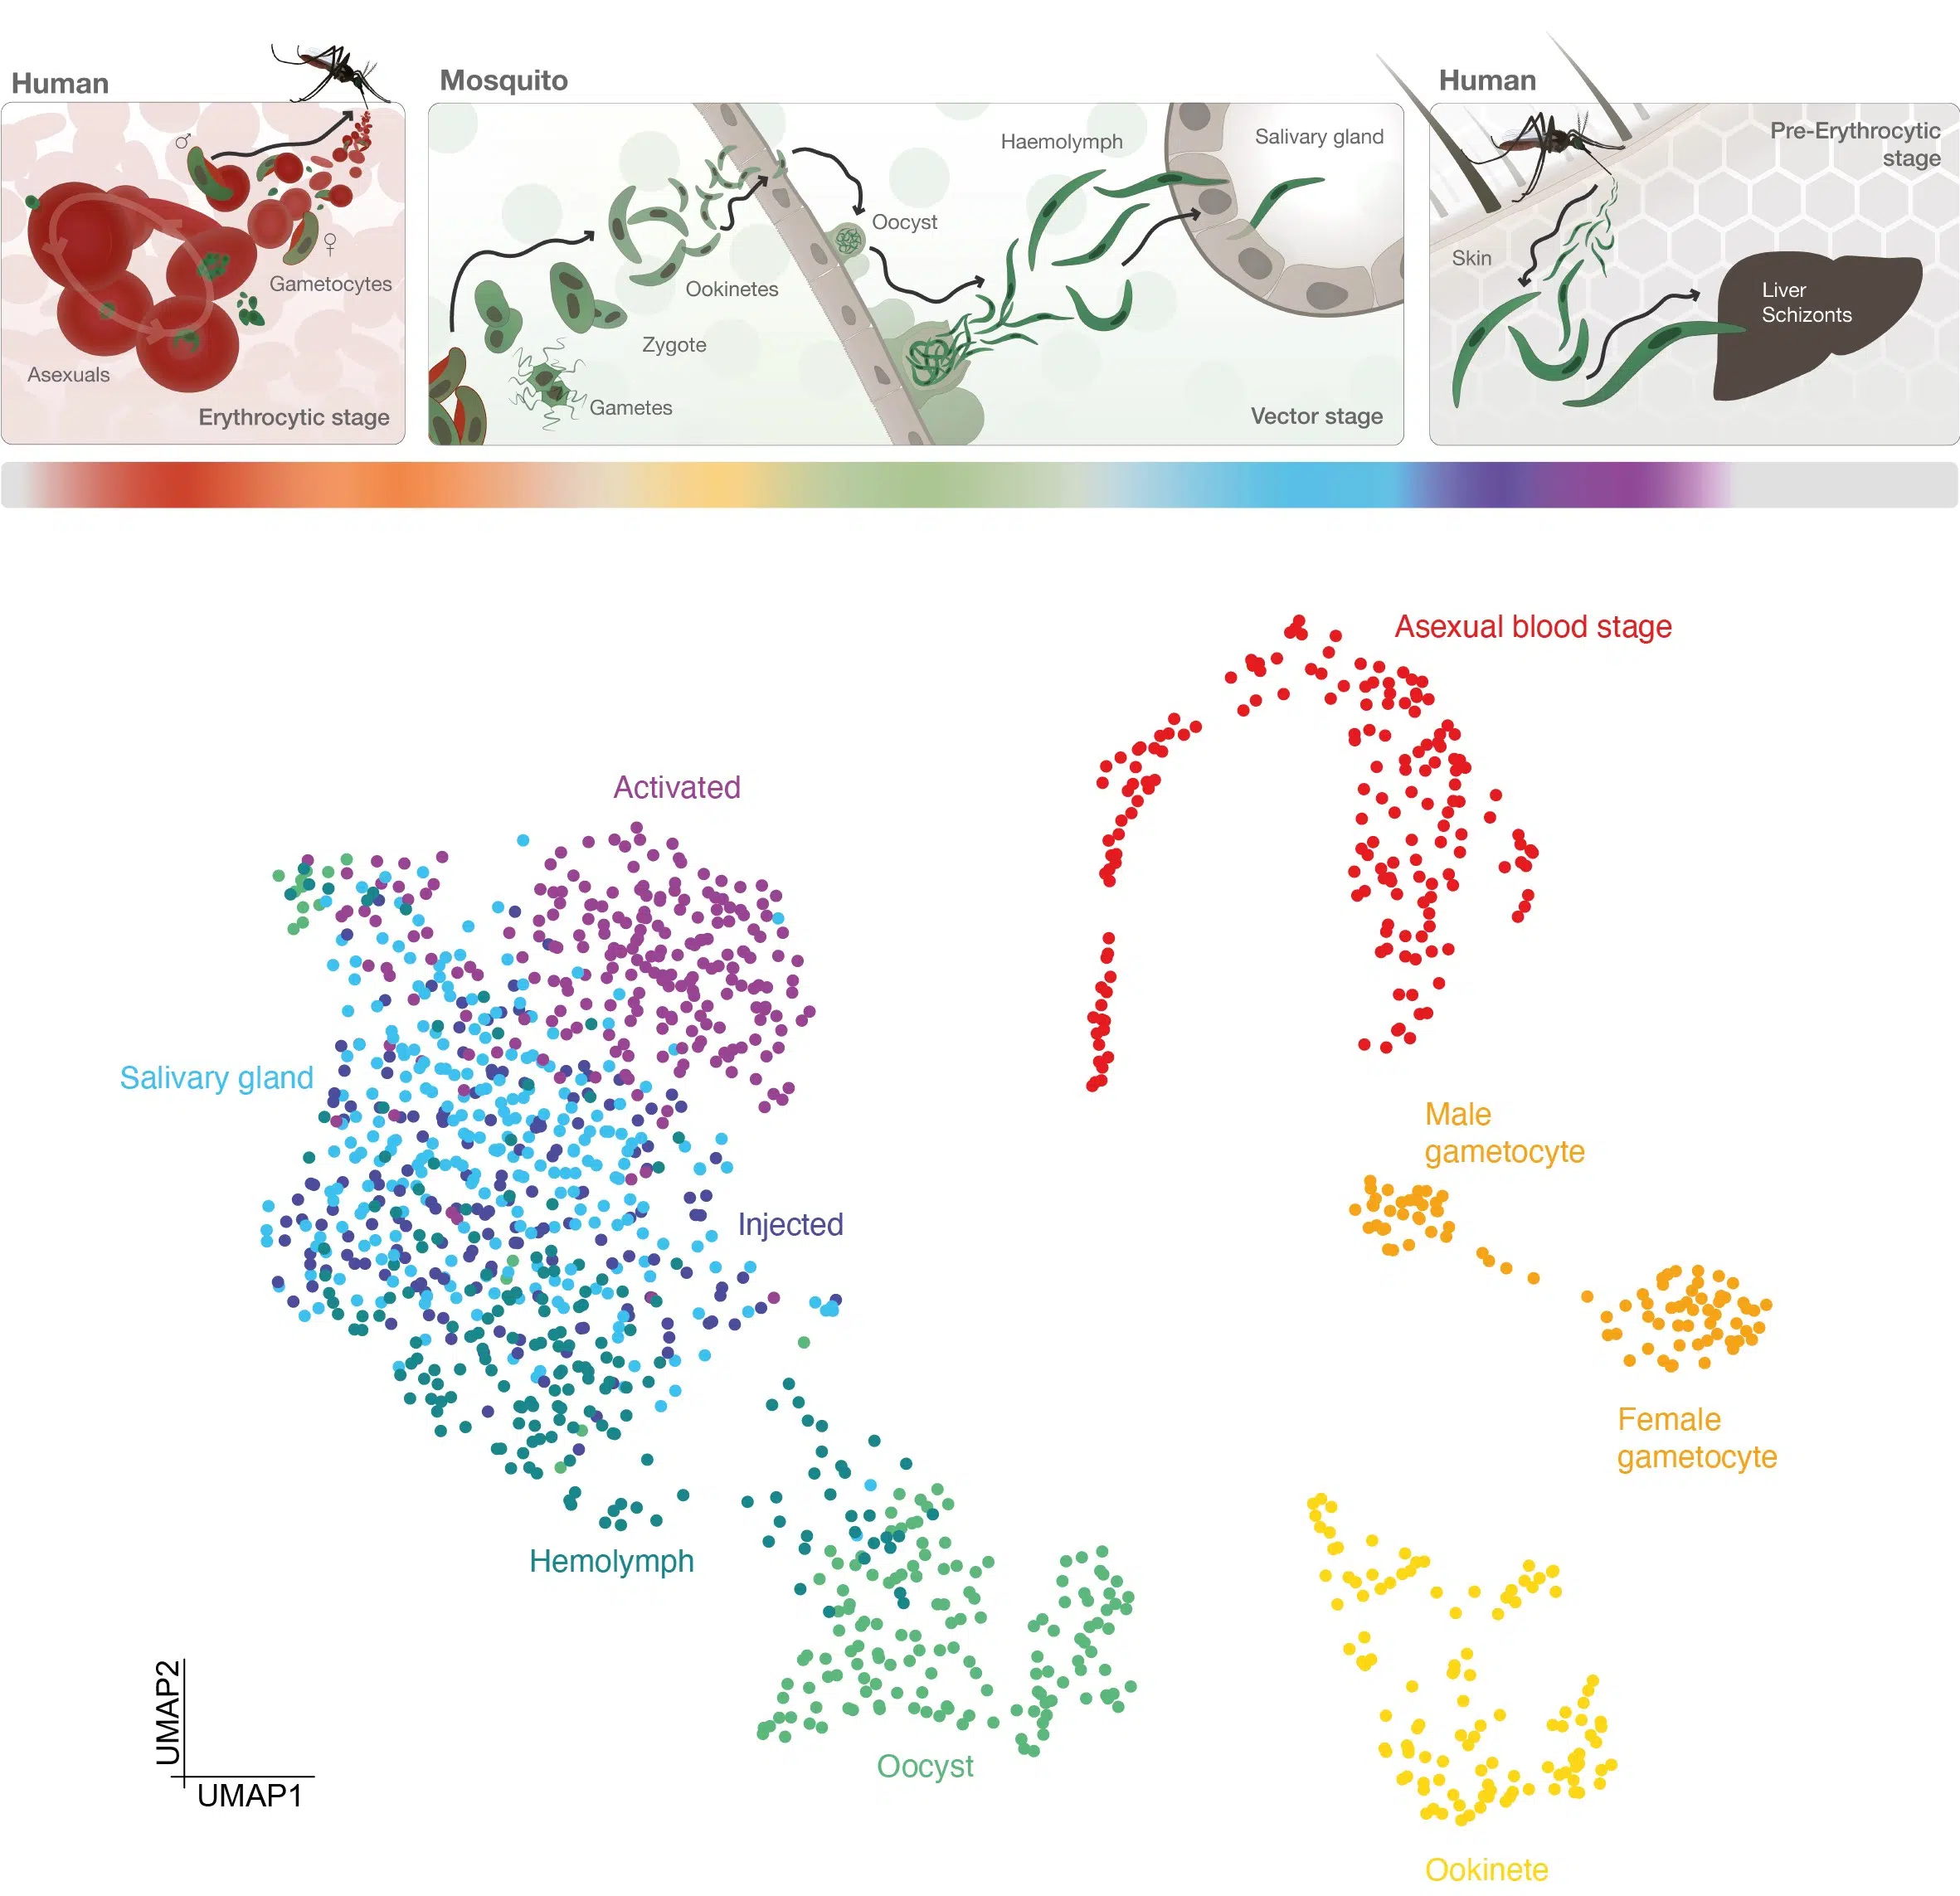 Human
Mosquito
Human
♂
♀
Gametocytes
Asexuals
Erythrocytic stage
Ookinetes
Zygote
Gametes
Oocyst
Haemolymph
Salivary gland
Vector stage
Pre-Erythrocytic
stage
Skin
Liver
Schizonts
Asexual blood stage
Activated
Salivary gland
Male
gametocyte
Injected
Female
gametocyte
Hemolymph
Oocyst
Ookinete
UMAP2
UMAP1